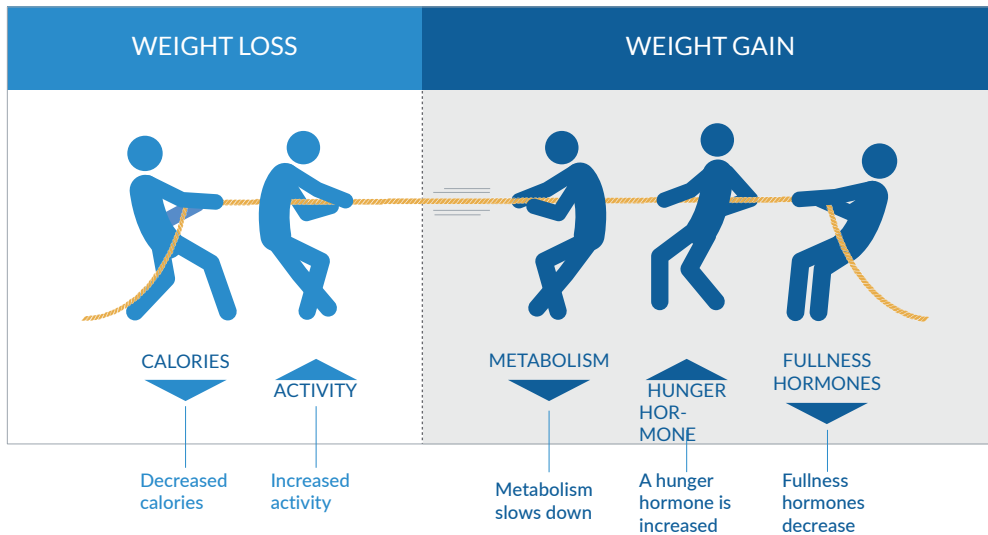 WEIGHT LOSS
WEIGHT GAIN
CALORIES
ACTIVITY
METABOLISM
HUNGER
HOR-
MONE
FULLNESS
HORMONES
Decreased
calories
Increased
activity
Metabolism
slows down
A hunger
hormone is
increased
Fullness
hormones
decrease